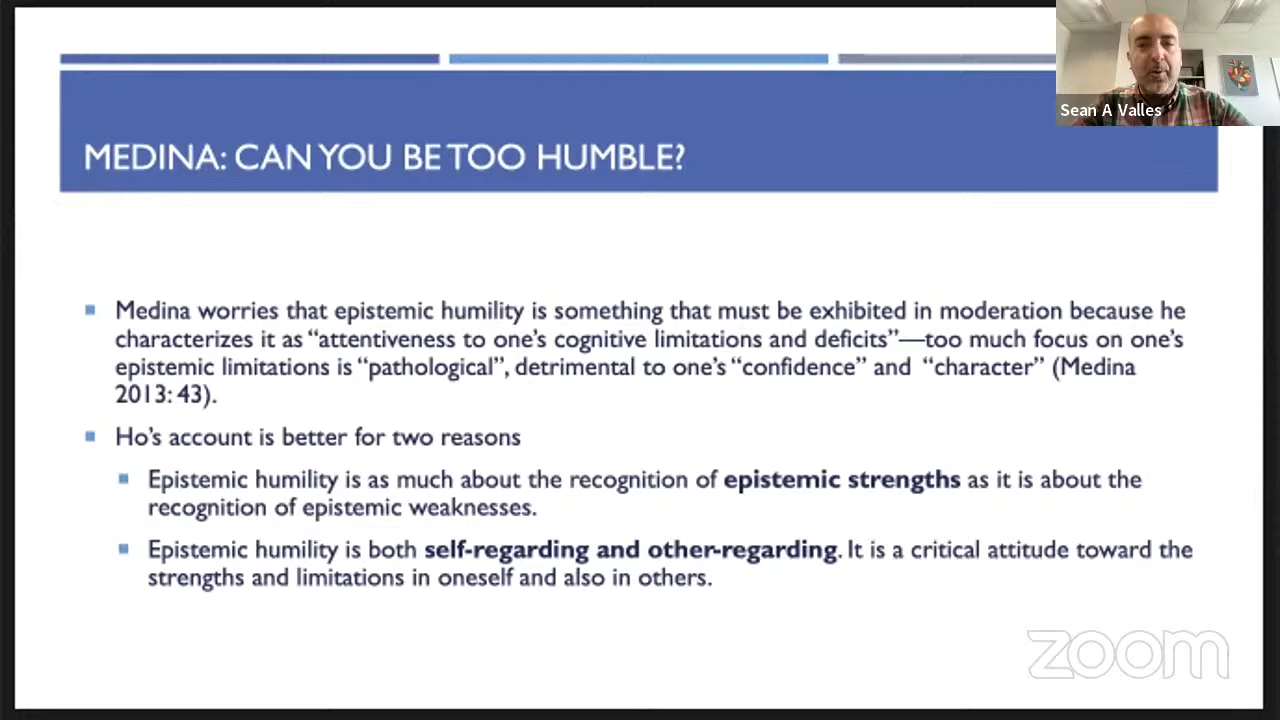 Sean A Valles
MEDINA: CAN YOU BE TOO HUMBLE?
Medina worries that epistemic humility is something that must be exhibited in moderation because he
characterizes it as “attentiveness to one’s cognitive limitations and deficits”—too much focus on one’s
epistemic limitations is “pathological”, detrimental to one’s “confidence” and “character” (Medina
2013: 43).
Ho’s account is better for two reasons
Epistemic humility is as much about the recognition of epistemic strengths as it is about the
recognition of epistemic weaknesses.
Epistemic humility is both self-regarding and other-regarding. It is a critical attitude toward the
strengths and limitations in oneself and also in others.
zoom